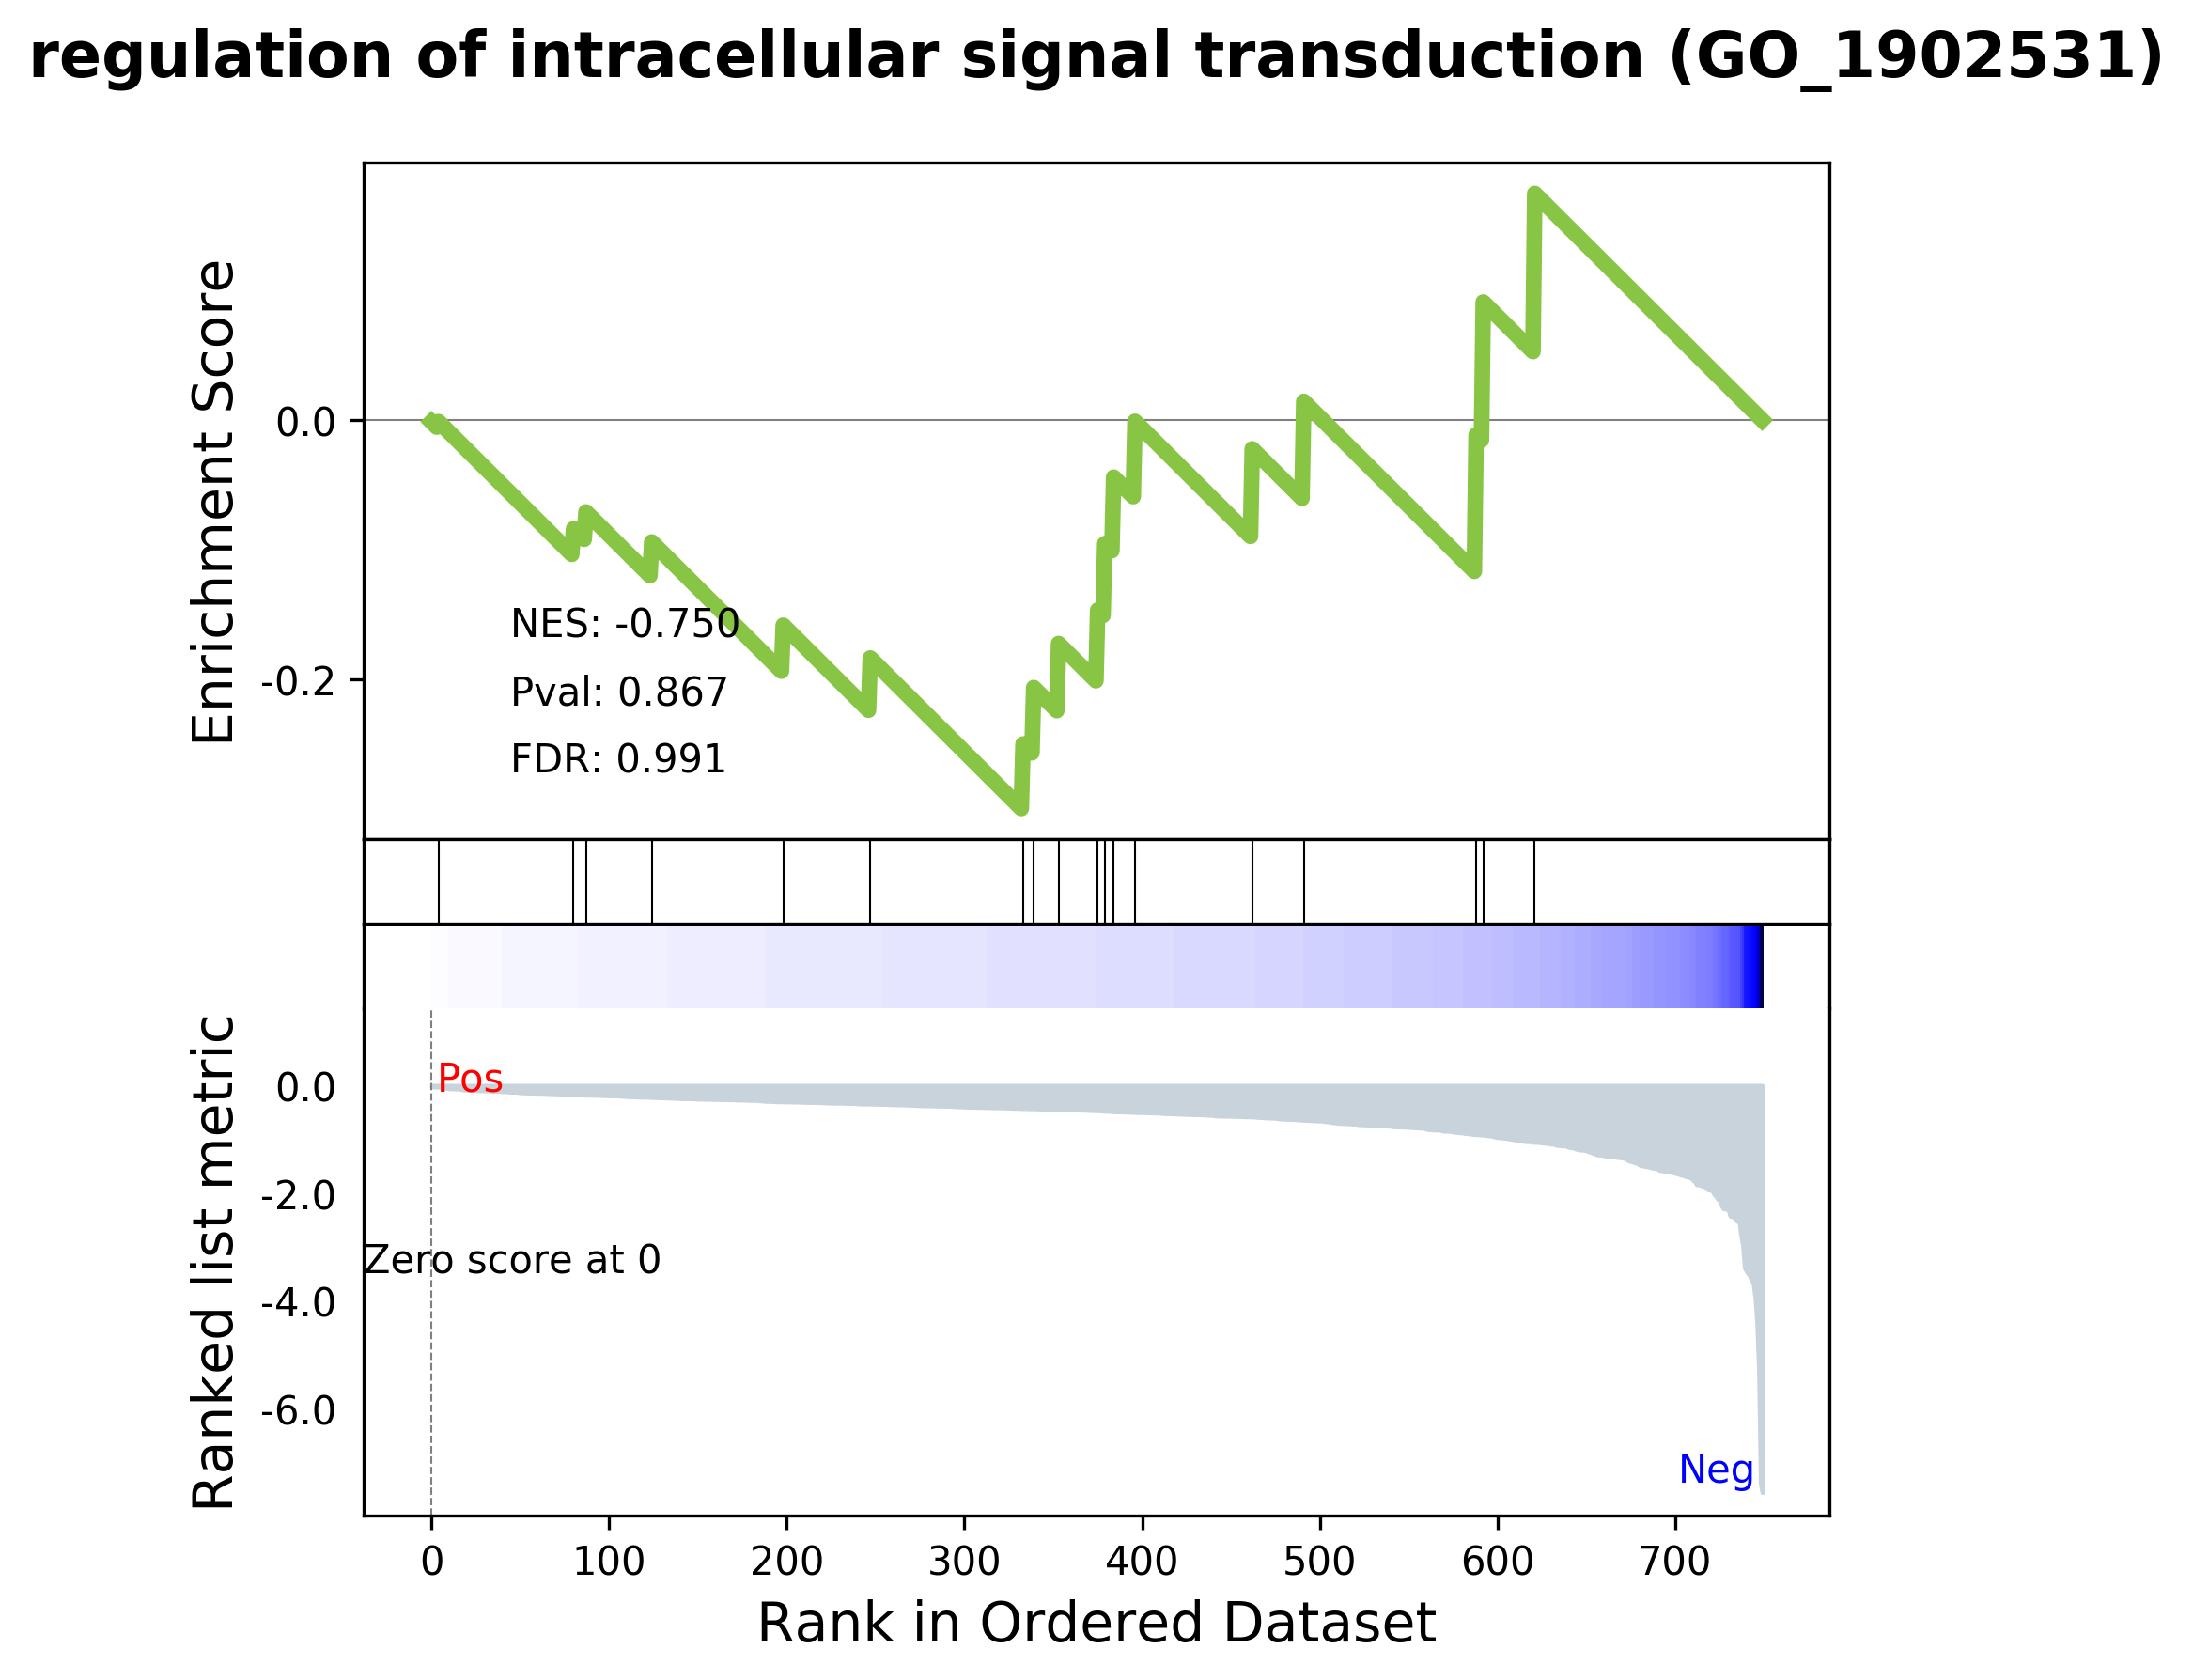 regulation of intracellular signal transduction (GO_1902531)
Enrichment Score
0.0
-0.2
NES: -0.750
Pval: 0.867
FDR: 0.991
Ranked list metric
0.0
-2.0
-4.0
-6.0
Pos
Zero score at 0
Neg
0 100 200 300 400 500 600 700
Rank in Ordered Dataset